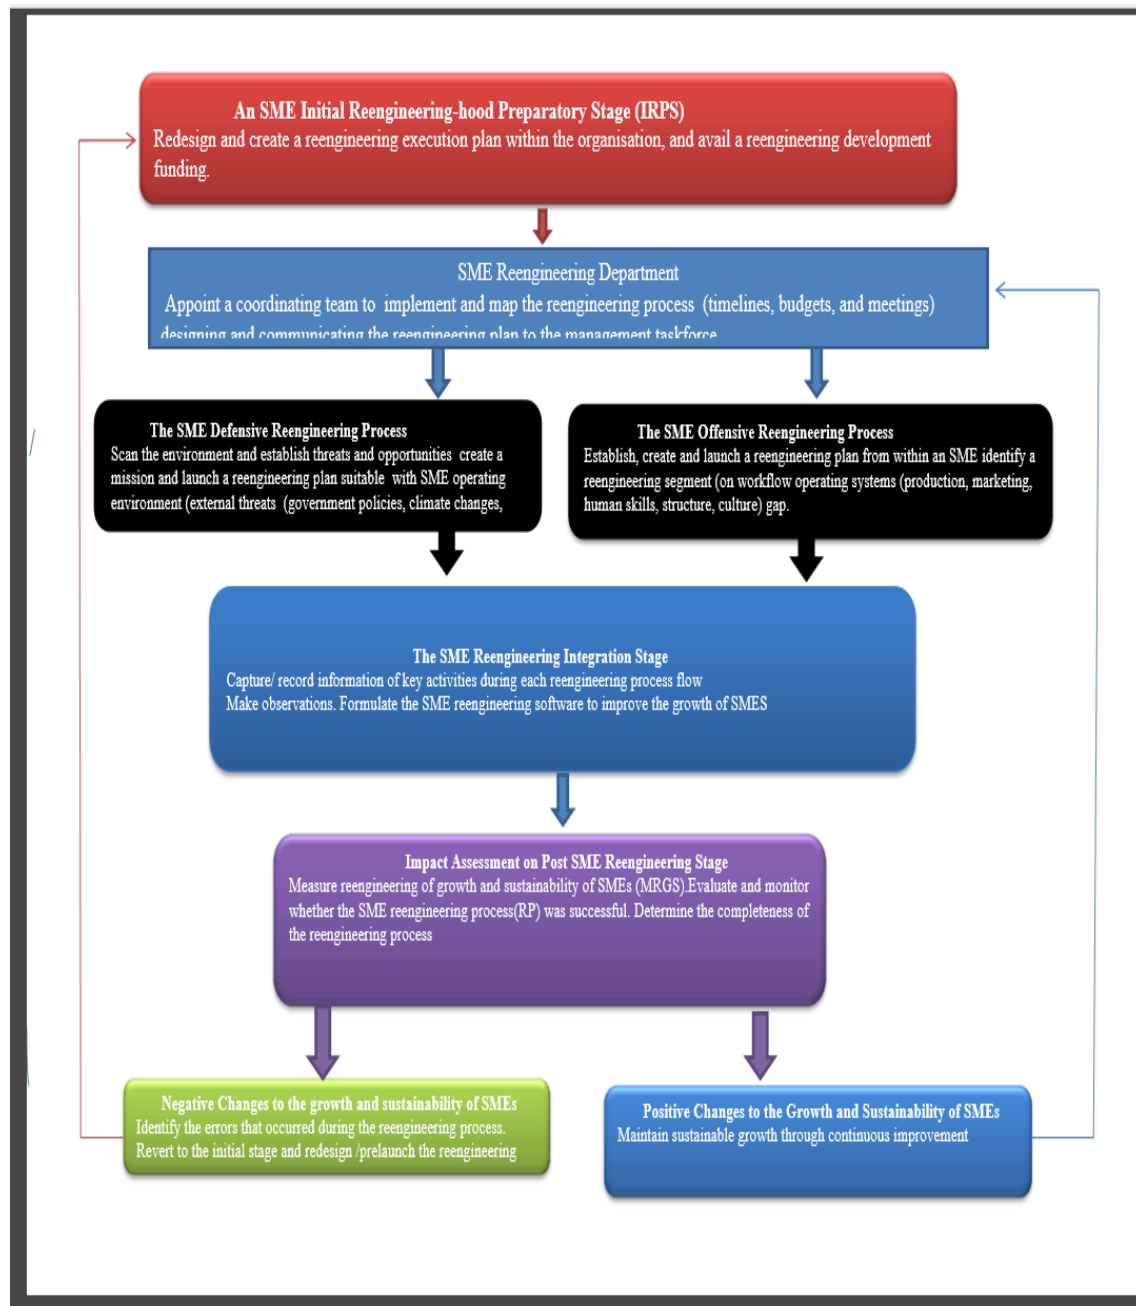 An SME Initial Reengineering-hood Preparatory Stage (IRPS)
Redesign and create a reengineering execution plan within the organisation, and avail a reengineering development
funding.
SME Reengineering Department
Appoint a coordinating team to implement and map the reengineering process (timelines, budgets, and meetings)
designing and communicating the reengineering plan to the management taskforce
The SME Defensive Reengineering Process
Scan the environment and establish threats and opportunities create a
mission and launch a reengineering plan suitable with SME operating
environment (external threats (government policies, climate changes,
The SME Offensive Reengineering Process
Establish, create and launch a reengineering plan from within an SME identify a
reengineering segment (on workflow operating systems (production, marketing,
human skills, structure, culture) gap.
The SME Reengineering Integration Stage
Capture/ record information of key activities during each reengineering process flow
Make observations. Formulate the SME reengineering software to improve the growth of SMES
Impact Assessment on Post SME Reengineering Stage
Measure reengineering of growth and sustainability of SMEs (MRGS).Evaluate and monitor
whether the SME reengineering process(RP) was successful. Determine the completeness of
the reengineering process
Negative Changes to the growth and sustainability of SMEs
Identify the errors that occurred during the reengineering process.
Revert to the initial stage and redesign /prelaunch the reengineering
Positive Changes to the Growth and Sustainability of SMEs
Maintain sustainable growth through continuous improvement